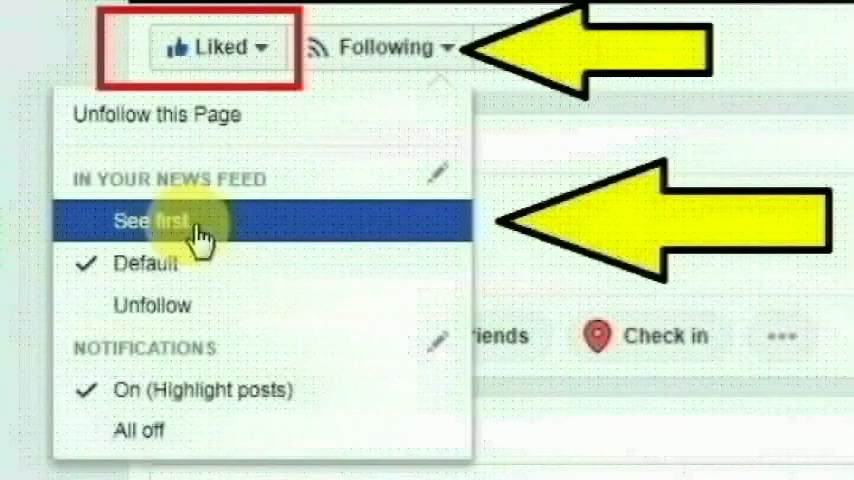 Liked Following
Unfollow this Page
IN YOUR NEWS FEED
See first
Default
Unfollow
riends Check in
NOTIFICATIONS
On (Highlight posts)
All off